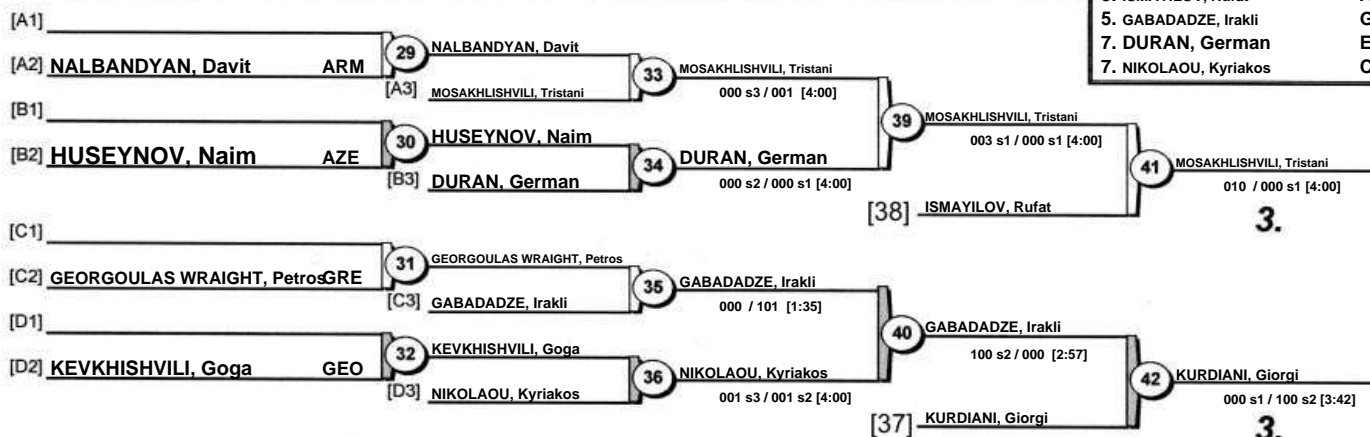 5. GABADADZE, Irakli
7. DURAN, German
7. NIKOLAOU, Kyriakos
[A1]
[A2] NALBANDYAN, Davit ARM
29
NALBANDYAN, Davit
[A3] MOSAKHLISHVILI, Tristani
33
MOSAKHLISHVILI, Tristani
000 s3 / 001 [4:00]
[B1]
[B2] HUSEYNOV, Naim AZE
30
HUSEYNOV, Naim
[B3] DURAN, German
34
DURAN, German
000 s2 / 000 s1 [4:00]
39
MOSAKHLISHVILI, Tristani
003 s1 / 000 s1 [4:00]
[38] ISMAYILOV, Rufat
41
MOSAKHLISHVILI, Tristani
010 / 000 s1 [4:00]
3.
[C1]
[C2] GEORGOULAS WRAIGHT, Petros GRE
31
GEORGOULAS WRAIGHT, Petros
[C3] GABADADZE, Irakli
35
GABADADZE, Irakli
000 / 101 [1:35]
[D1]
[D2] KEVKHISHVILI, Goga GEO
32
KEVKHISHVILI, Goga
[D3] NIKOLAOU, Kyriakos
36
NIKOLAOU, Kyriakos
001 s3 / 001 s2 [4:00]
40
GABADADZE, Irakli
100 s2 / 000 [2:57]
[37] KURDIANI, Giorgi
42
KURDIANI, Giorgi
000 s1 / 100 s2 [3:42]
3.